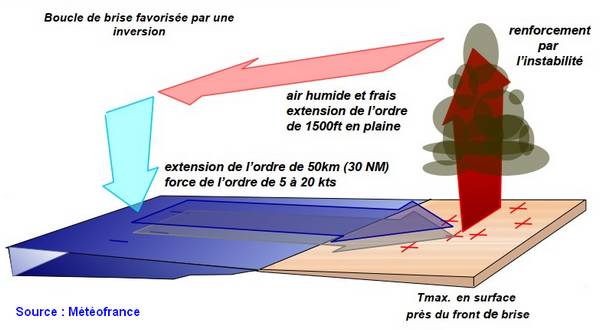 Boucle de brise favorisée par une
inversion
renforcement
par
l'instabilité
air humide et frais
extension de l'ordre
de 1500ft en plaine
extension de l'ordre de 50km (30 NM)
force de l'ordre de 5 à 20 kts
Tmax. en surface
près du front de brise
Source : Météofrance